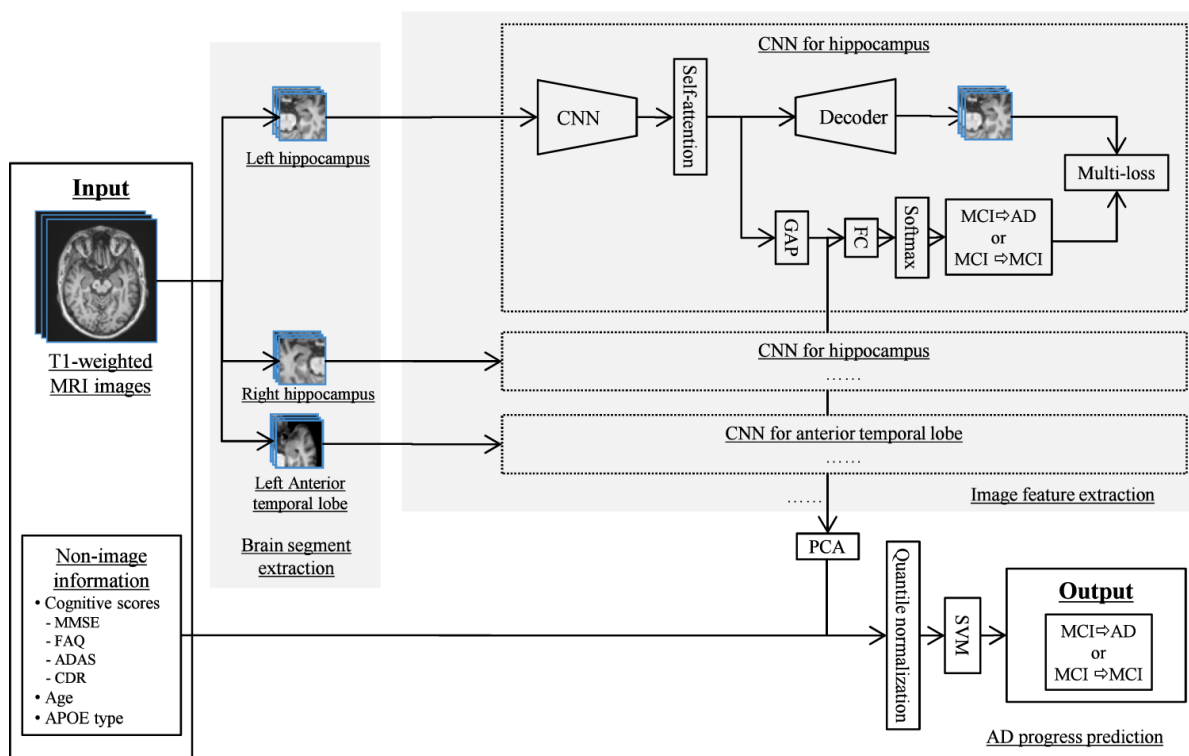 Input
T1-weighted
MRI images
Non-image
information
• Cognitive scores
- MMSE
- FAQ
- ADAS
- CDR
• Age
• APOE type
Left hippocampus
Right hippocampus
Left Anterior
temporal lobe
Brain segment
extraction
CNN for hippocampus
CNN
Self-attention
Decoder
Multi-loss
GAP
FC
Softmax
MCI⇨AD
or
MCI ⇨MCI
CNN for hippocampus
……
CNN for anterior temporal lobe
……
……
Image feature extraction
PCA
Quantile normalization
SVM
Output
MCI⇨AD
or
MCI ⇨MCI
AD progress prediction